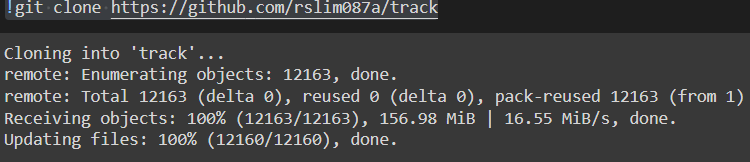 !git clone https://github.com/rslim087a/track
Cloning into 'track'...
remote: Enumerating objects: 12163, done.
remote: Total 12163 (delta 0), reused 0 (delta 0), pack-reused 12163 (from 1)
Receiving objects: 100% (12163/12163), 156.98 MiB | 16.55 MiB/s, done.
Updating files: 100% (12160/12160), done.